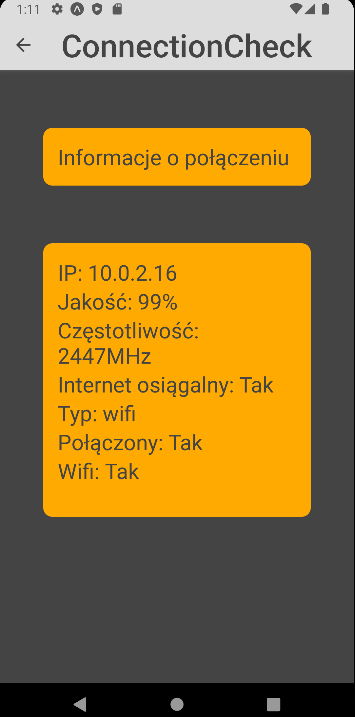 1:11
ConnectionCheck
Informacje o połączeniu
IP: 10.0.2.16
Jakość: 99%
Częstotliwość:
2447MHz
Internet osiągalny: Tak
Typ: wifi
Połączony: Tak
Wifi: Tak